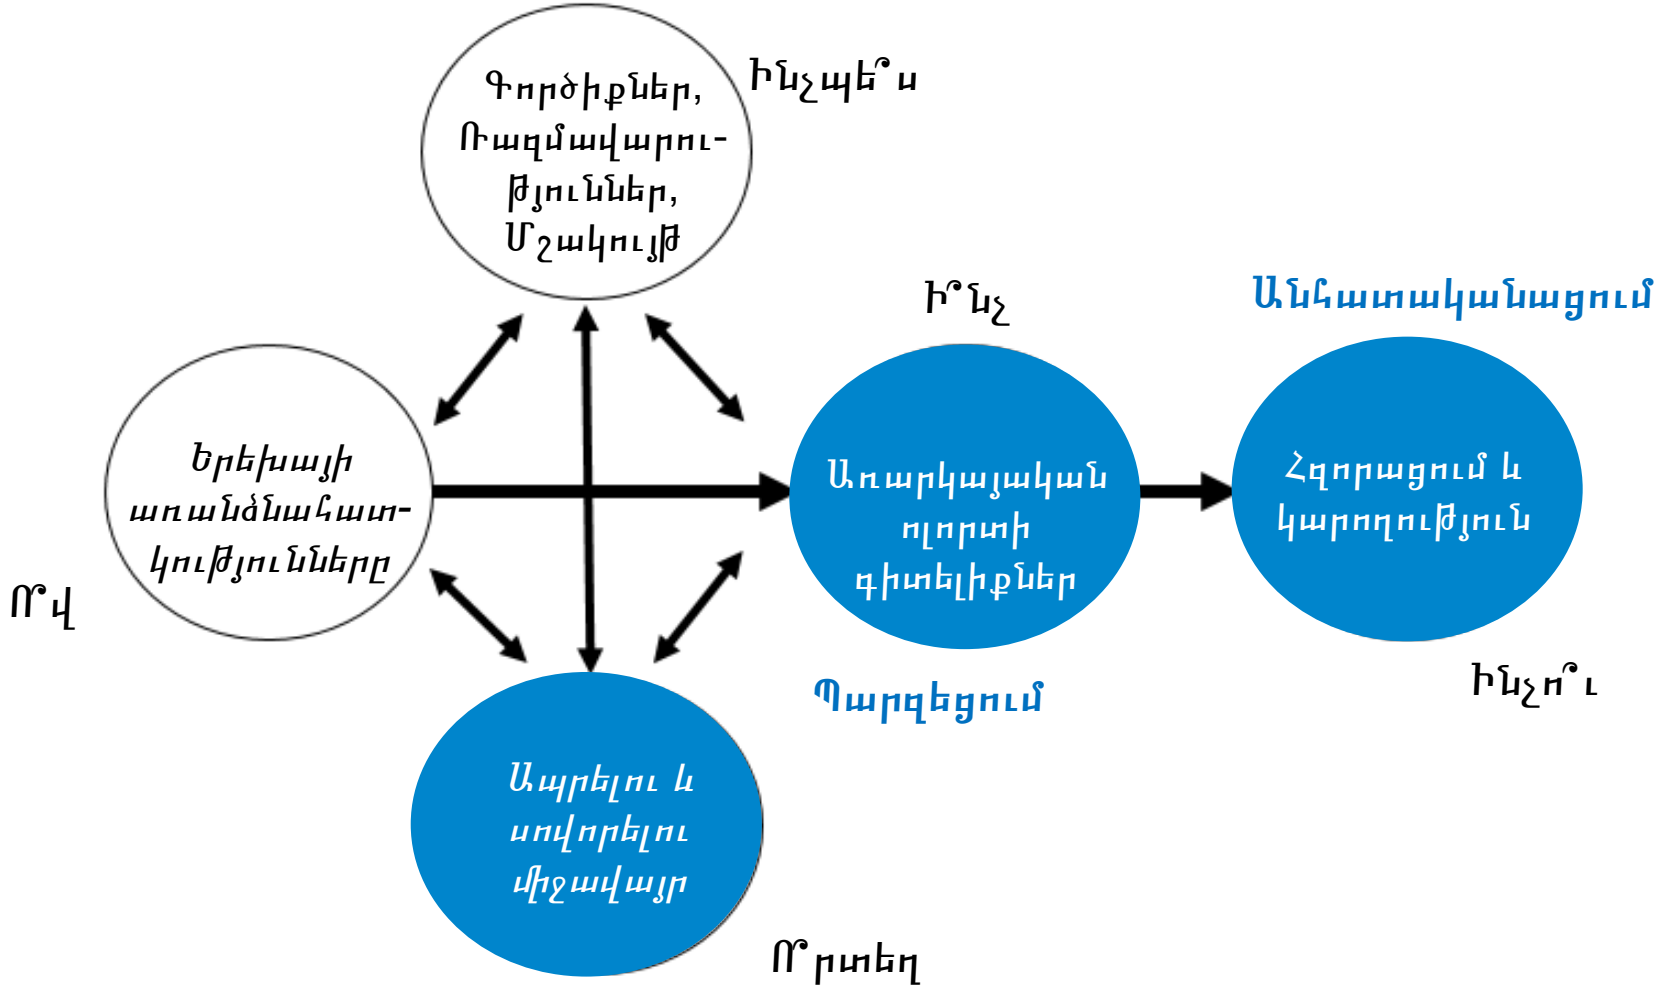 Ինչպե՞ս
Գործիքներ,
Ռազմավարու-
թյուններ,
Մշակույթ
Ո՞վ
Երեխայի
առանձնահատ-
կությունները
Ի՞նչ
Առարկայական
ոլորտի
գիտելիքներ
Պարզեցում
Անհատականացում
Հզորացում և
կարողություն
Ինչո՞ւ
Ապրելու և
սովորելու
միջավայր
Ո՞րտեղ